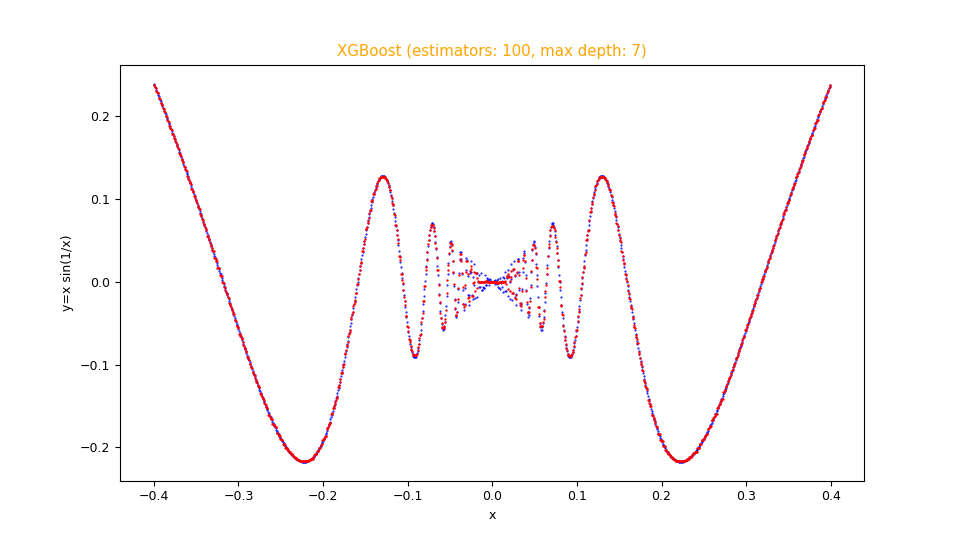 XGBoost (estimators: 100, max depth: 7)
y=x sin(1/x)
0.2
0.1
0.0
−0.1
−0.2
−0.4 −0.3 −0.2 −0.1 0.0 0.1 0.2 0.3 0.4
x